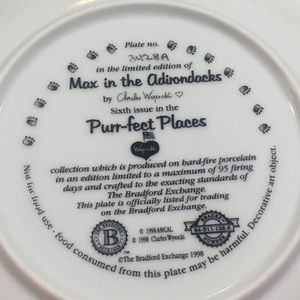 Plate no.
3428A
in the limited edition of
Max in the Adirondacks
by Charles Wysocki
Sixth issue in the
Purr-fect Places
Wysocki
collection which is produced on hard-fire porcelain
in an edition limited to a maximum of 95 firing
days and crafted to the exacting standards of
The Bradford Exchange.
This plate is officially listed for trading
on the Bradford Exchange.
B
© 1998 AMCAL
© 1998 Charles Wysocki
©The Bradford Exchange 1998
Not for food use - food consumed from this plate may be harmful. Decorative art object.